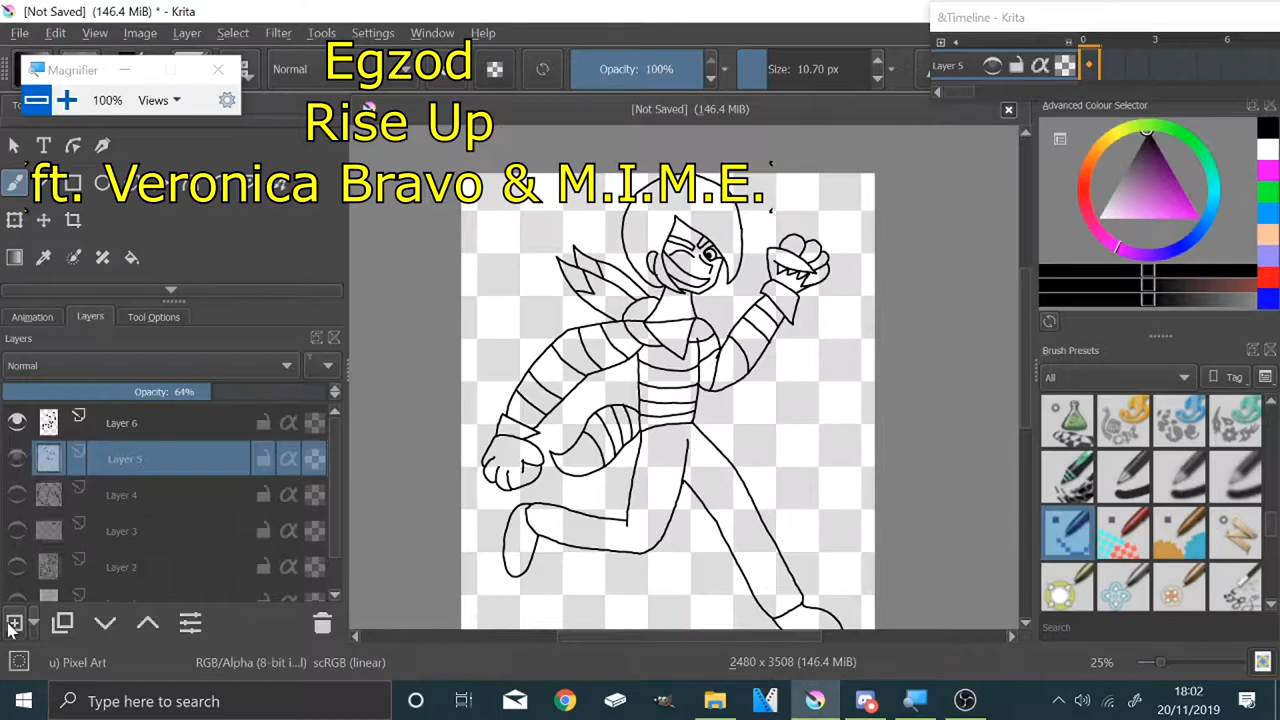 [Not Saved] (146.4 MiB) * - Krita
&Timeline - Krita
File Edit View Image Layer Select Filter Tools Settings Window Help
Egzod
Rise Up
ft. Veronica Bravo & M.I.M.E.
Magnifier
100% Views
Normal
Opacity: 100%
Size: 10.70 px
0 3 6
Layer 5
[Not Saved] (146.4 MiB)
Advanced Colour Selector
Animation Layers Tool Options
Layers
Normal
Opacity: 64%
Layer 6
Layer 5
Layer 4
Layer 3
Layer 2
Brush Presets
All
Tag
Search
u) Pixel Art
RGB/Alpha (8-bit i...l) scRGB (linear)
2480 x 3508 (146.4 MiB)
25%
Type here to search
18:02
20/11/2019